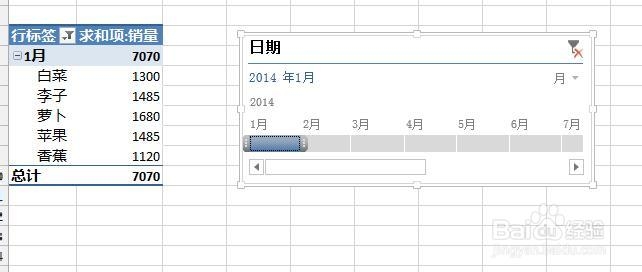 行标签 求和项:销量
1月 7070
白菜 1300
李子 1485
萝卜 1680
苹果 1485
香蕉 1120
总计 7070
日期
2014 年1月 月
2014
1月 2月 3月 4月 5月 6月 7月
Baidu 经验
jingyan.baidu.com